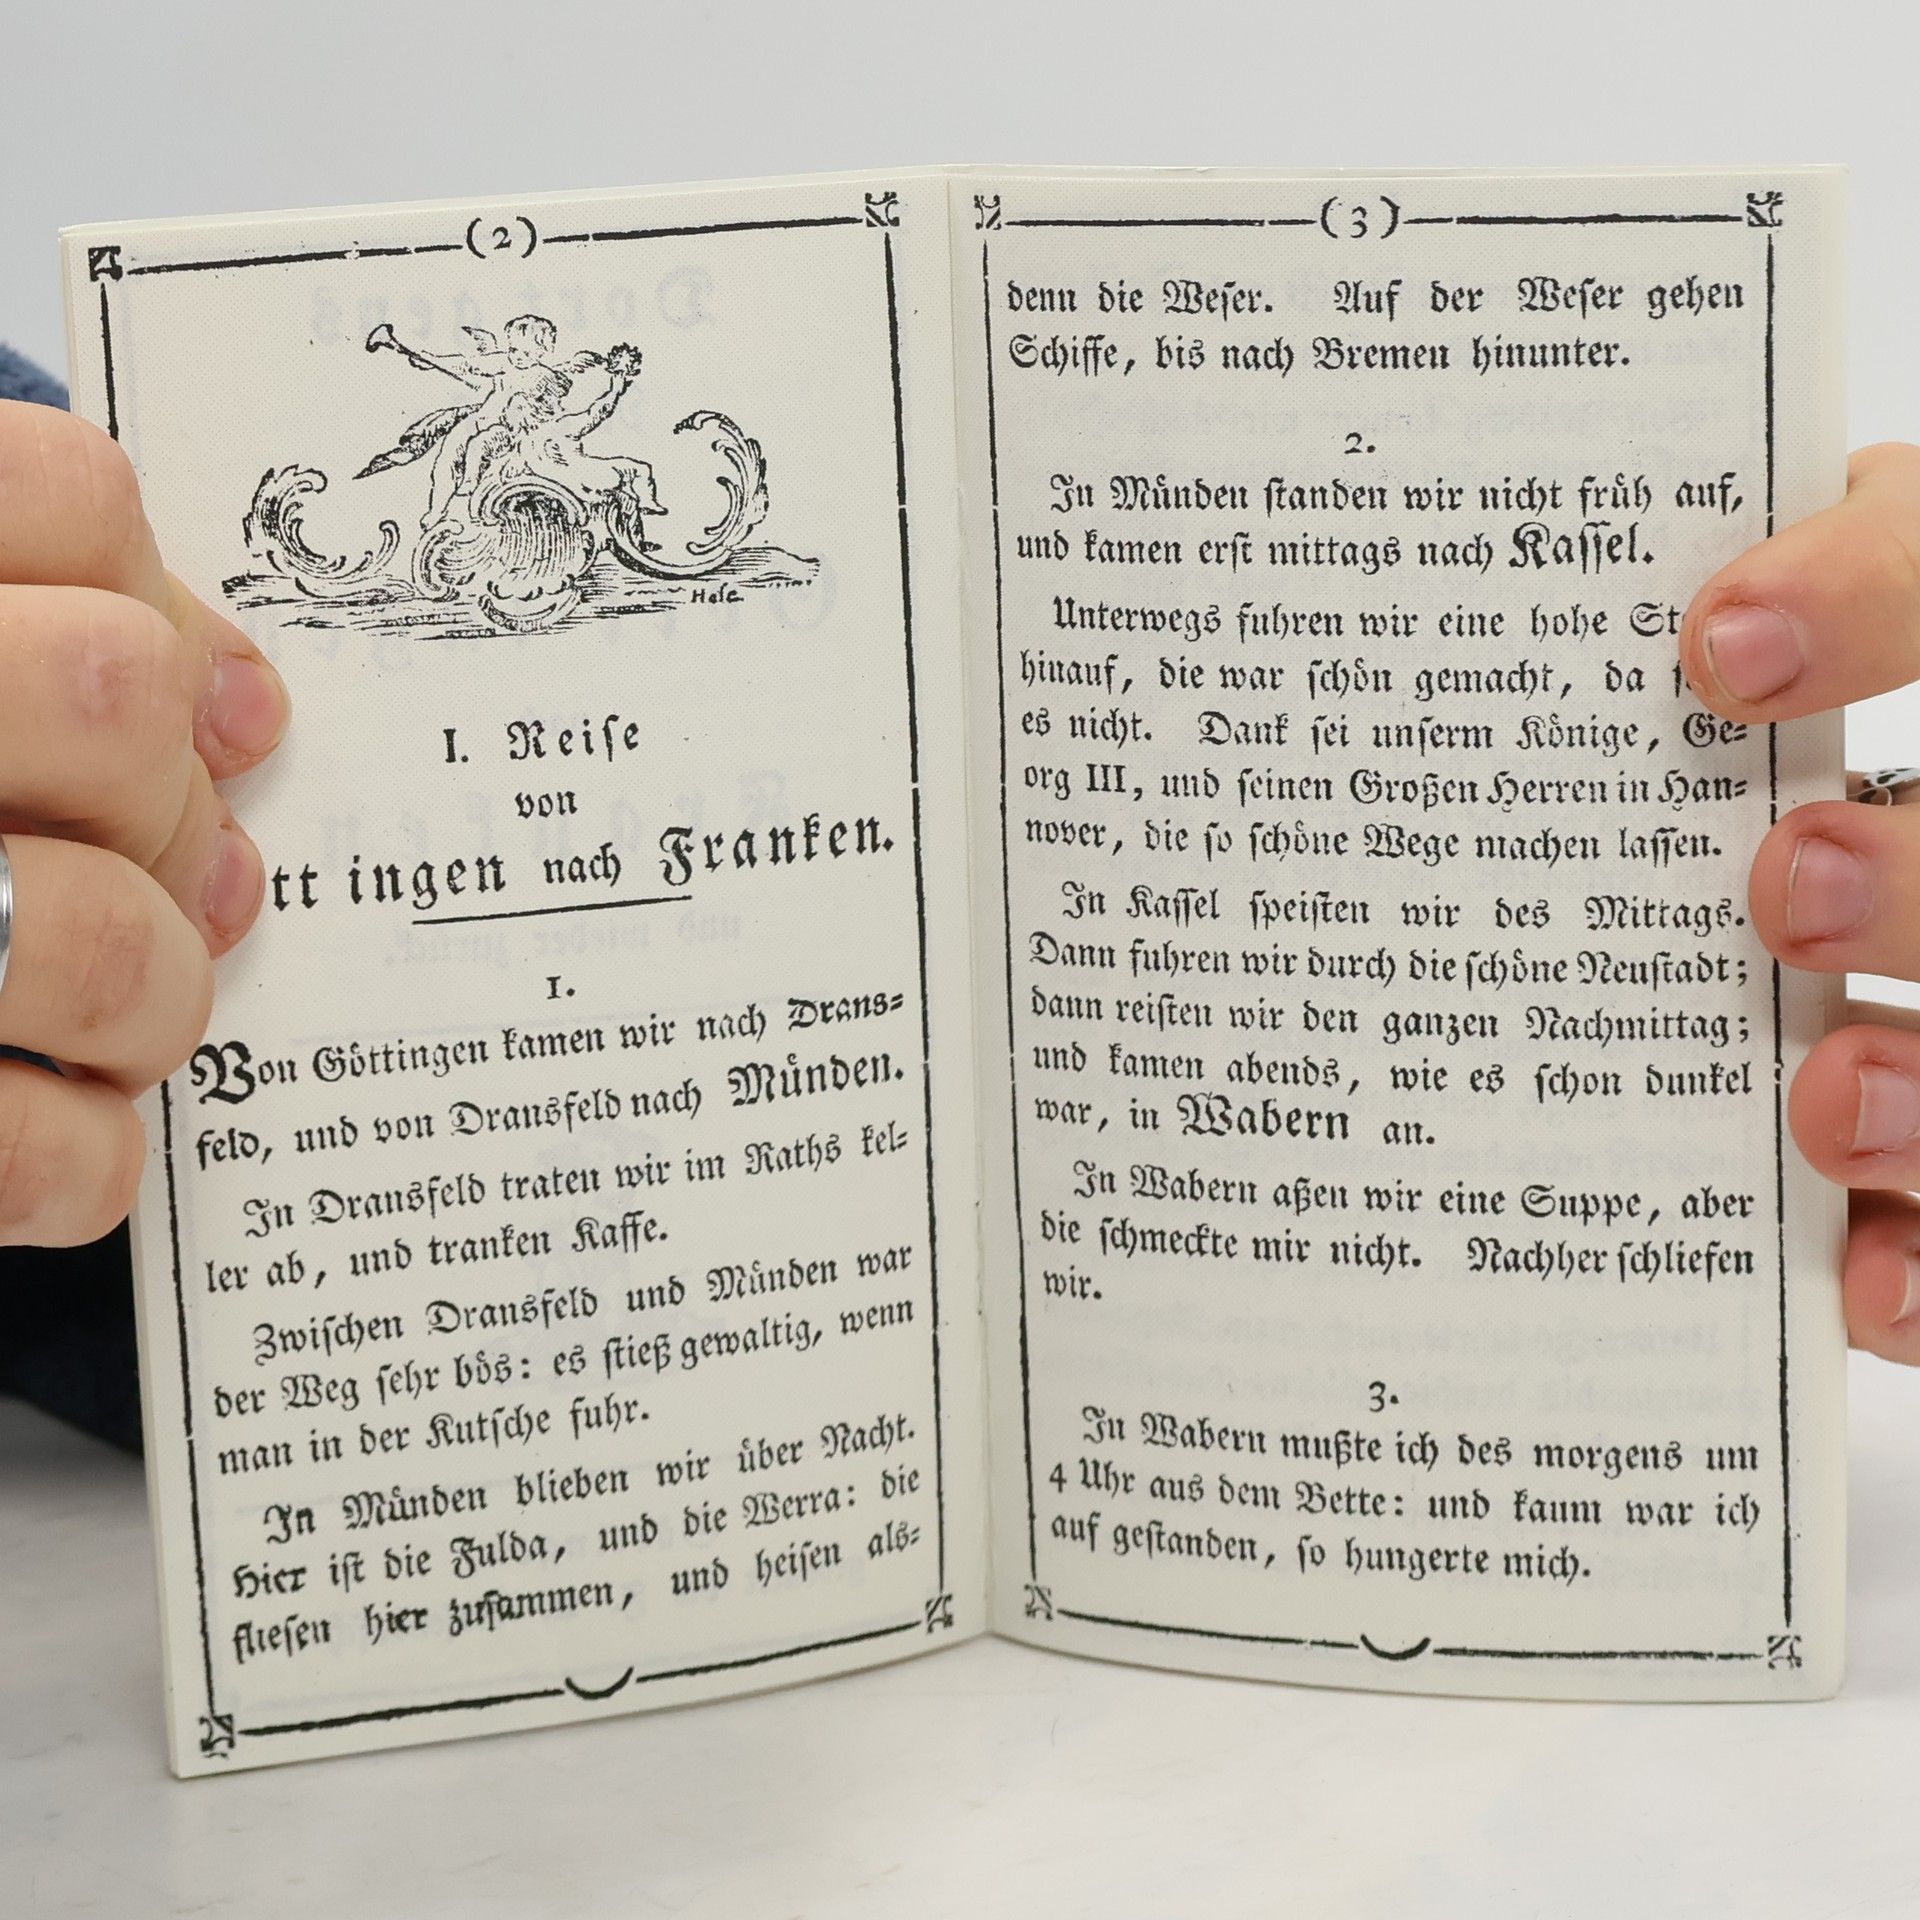 (2)
Hase
I. Reise
von
tt ingen nach Franken.
1.
Von Göttingen kamen wir nach Drans=
feld, und von Dransfeld nach Münden.
In Dransfeld traten wir im Raths kel=
ler ab, und tranken Kaffe.
Zwiſchen Dransfeld und Münden war
der Weg ſehr bös: es ſtieß gewaltig, wenn
man in der Kutſche fuhr.
In Münden blieben wir über Nacht.
Hier iſt die Fulda, und die Werra: die
flieſen hier zuſammen, und heiſen als=
(3)
denn die Weſer. Auf der Weſer gehen
Schiffe, bis nach Bremen hinunter.
2.
In Münden ſtanden wir nicht früh auf,
und kamen erſt mittags nach Kaſſel.
Unterwegs fuhren wir eine hohe St
hinauf, die war ſchön gemacht, da
es nicht. Dank ſei unſerm Könige, Ge=
org III, und ſeinen Großen Herren in Han=
nover, die ſo ſchöne Wege machen laſſen.
In Kaſſel ſpeiſten wir des Mittags.
Dann fuhren wir durch die ſchöne Neuſtadt;
dann reiſten wir den ganzen Nachmittag;
und kamen abends, wie es ſchon dunkel
war, in Wabern an.
In Wabern aßen wir eine Suppe, aber
die ſchmeckte mir nicht. Nachher ſchliefen
wir.
3.
In Wabern mußte ich des morgens um
4 Uhr aus dem Bette: und kaum war ich
auf geſtanden, ſo hungerte mich.